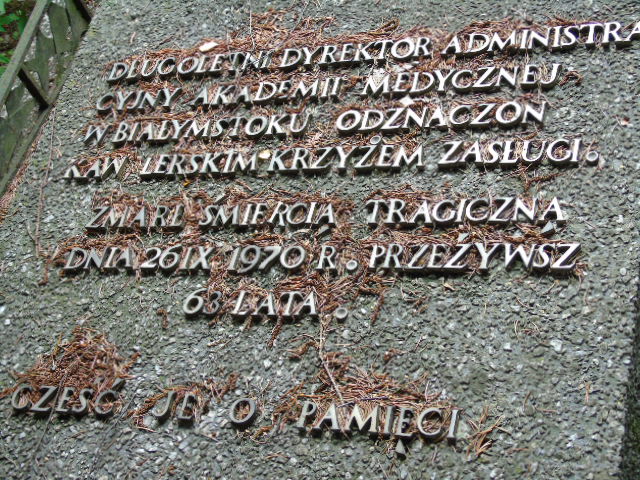 DŁUGOLETNI DYREKTOR ADMINISTRA
CYJNY AKADEMII MEDYCZNEJ
W BIAŁYMSTOKU ODZNACZON
KAW LERSKIM KRZYŻEM ZASŁUGI.
ZMARŁ ŚMIERCIĄ TRAGICZNĄ
DNIA 26 IX 1970 R. PRZEŻYWSZ
63 LATA.
CZEŚĆ JE O PAMIĘCI